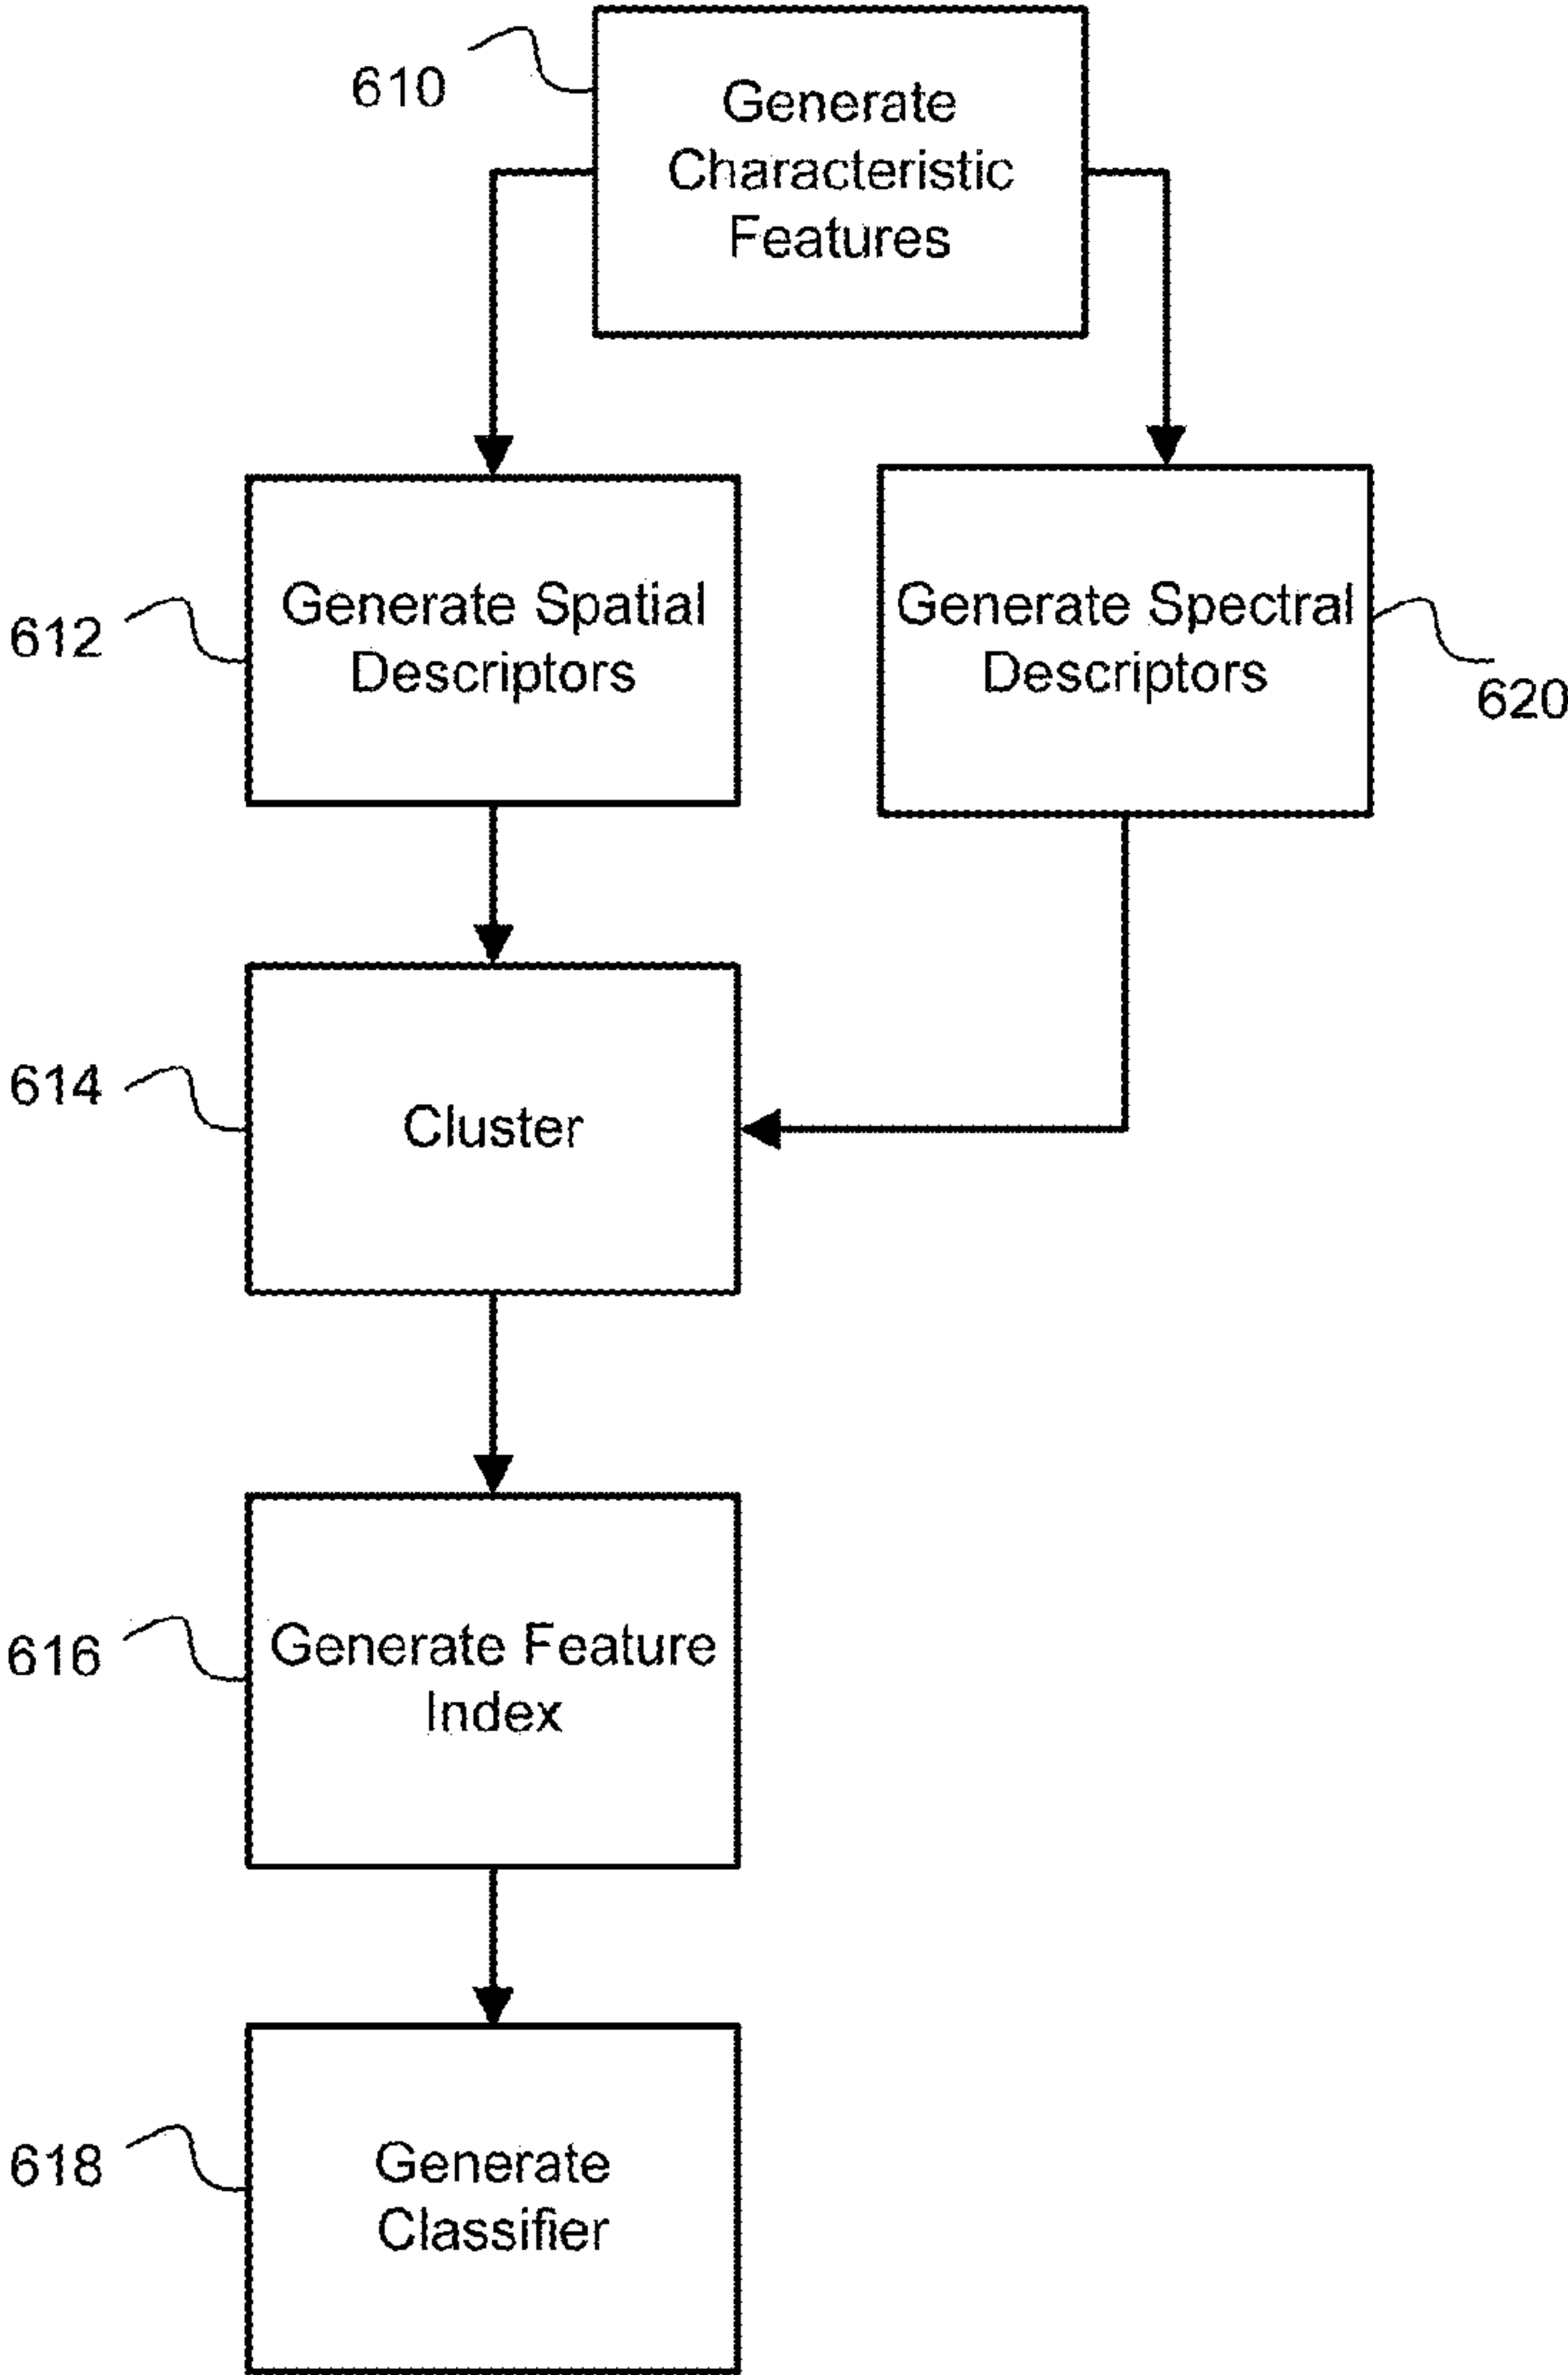 610
Generate
Characteristic
Features
612
Generate Spatial
Descriptors
Generate Spectral
Descriptors
620
614
Cluster
616
Generate Feature
Index
618
Generate
Classifier